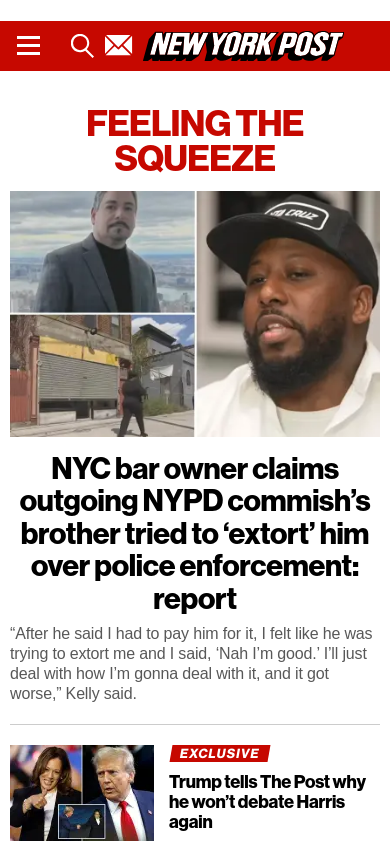 NEW YORK POST
FEELING THE
SQUEEZE
CRUZ
NYC bar owner claims
outgoing NYPD commish’s
brother tried to ‘extort’ him
over police enforcement:
report
“After he said I had to pay him for it, I felt like he was
trying to extort me and I said, ‘Nah I’m good.’ I’ll just
deal with how I’m gonna deal with it, and it got
worse,” Kelly said.
EXCLUSIVE
Trump tells The Post why
he won’t debate Harris
again